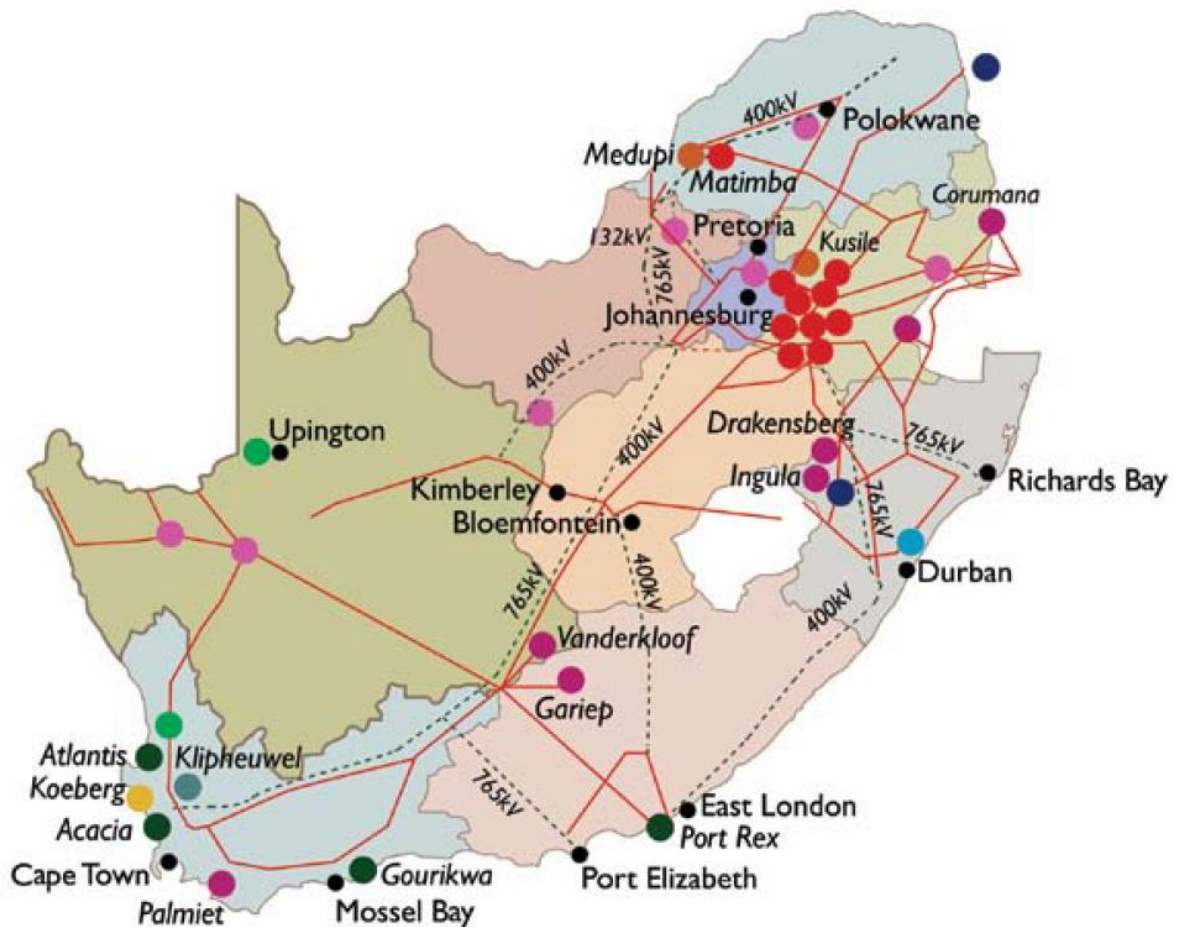 400kV
Polokwane
Medupi
Matimba
Corumana
132kV
Pretoria
Kusile
765kV
Johannesburg
400kV
Upington
400kV
Drakensberg
765kV
Kimberley
Ingula
Richards Bay
Bloemfontein
765kV
765kV
400kV
Durban
400kV
Vanderkloof
Gariep
Atlantis
Klipheuwel
Koeberg
765kV
East London
Acacia
Port Rex
Cape Town
Gourikwa
Port Elizabeth
Palmiet
Mossel Bay